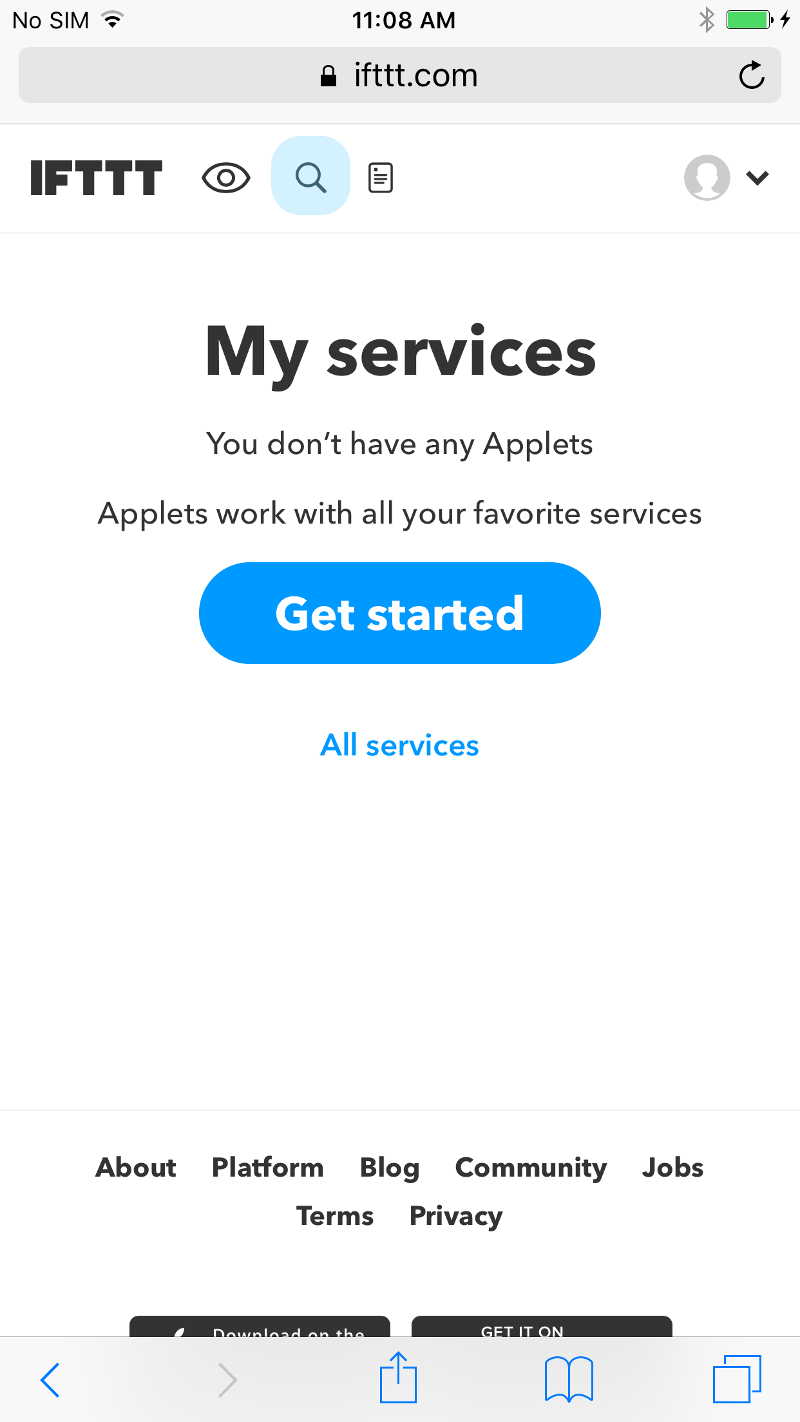 No SIM 11:08 AM
ifttt.com
IFTTT
My services
You don’t have any Applets
Applets work with all your favorite services
Get started
All services
About Platform Blog Community Jobs
Terms Privacy
Download on the GET IT ON